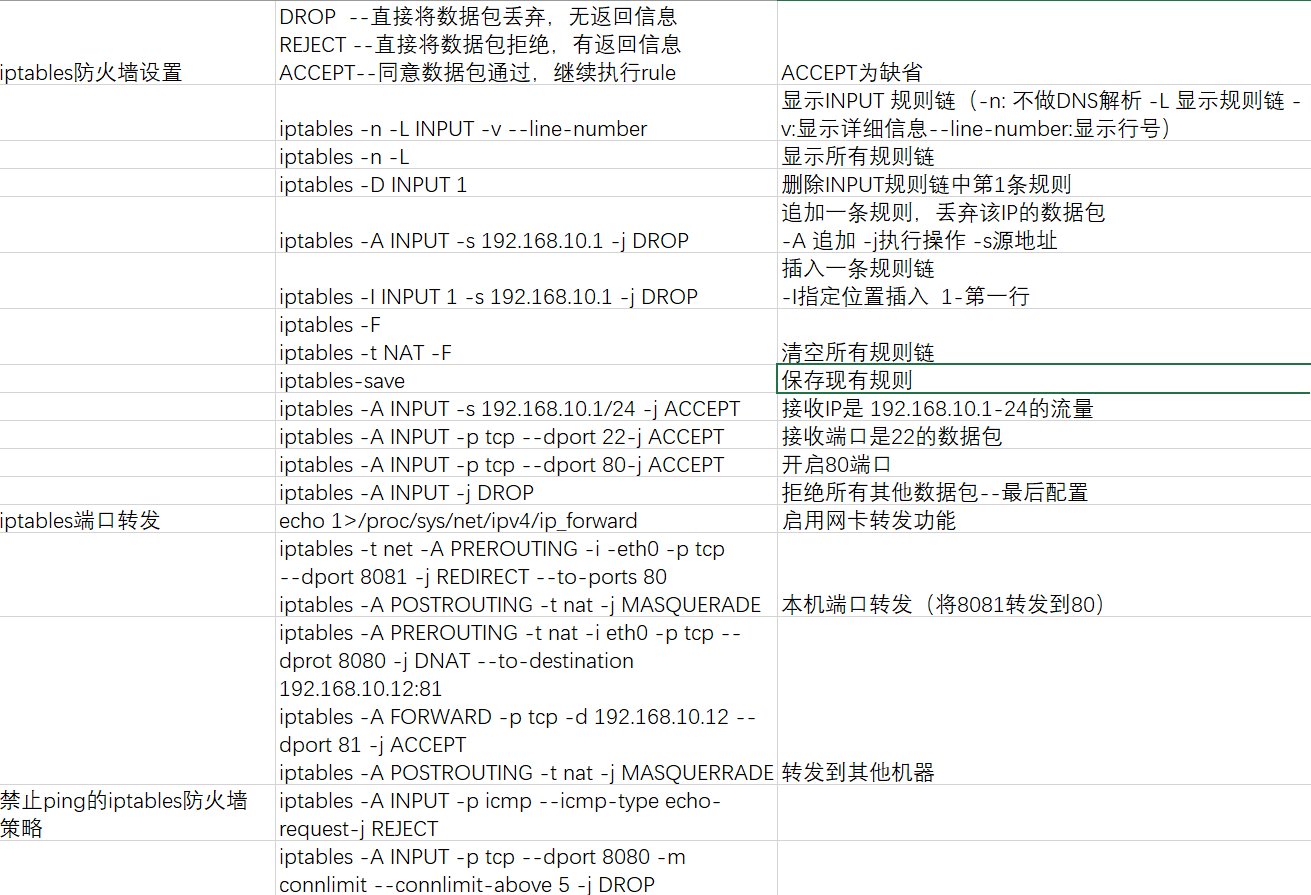 DROP  --直接将数据包丢弃，无返回信息
REJECT --直接将数据包拒绝，有返回信息
iptables防火墙设置
ACCEPT--同意数据包通过，继续执行rule
ACCEPT为缺省
iptables -n -L INPUT -v --line-number
显示INPUT 规则链（-n: 不做DNS解析 -L 显示规则链 -
v:显示详细信息--line-number:显示行号）
iptables -n -L
显示所有规则链
iptables -D INPUT 1
删除INPUT规则链中第1条规则
iptables -A INPUT -s 192.168.10.1 -j DROP
追加一条规则，丢弃该IP的数据包
-A 追加 -j执行操作 -s源地址
iptables -I INPUT 1 -s 192.168.10.1 -j DROP
插入一条规则链
-I指定位置插入  1-第一行
iptables -F
iptables -t NAT -F
清空所有规则链
iptables-save
保存现有规则
iptables -A INPUT -s 192.168.10.1/24 -j ACCEPT
接收IP是 192.168.10.1-24的流量
iptables -A INPUT -p tcp --dport 22-j ACCEPT
接收端口是22的数据包
iptables -A INPUT -p tcp --dport 80-j ACCEPT
开启80端口
iptables -A INPUT -j DROP
拒绝所有其他数据包--最后配置
iptables端口转发
echo 1>/proc/sys/net/ipv4/ip_forward
启用网卡转发功能
iptables -t net -A PREROUTING -i -eth0 -p tcp
--dport 8081 -j REDIRECT --to-ports 80
iptables -A POSTROUTING -t nat -j MASQUERADE
本机端口转发（将8081转发到80）
iptables -A PREROUTING -t nat -i eth0 -p tcp --
dprot 8080 -j DNAT --to-destination
192.168.10.12:81
iptables -A FORWARD -p tcp -d 192.168.10.12 --
dport 81 -j ACCEPT
iptables -A POSTROUTING -t nat -j MASQUERRADE
转发到其他机器
禁止ping的iptables防火墙
策略
iptables -A INPUT -p icmp --icmp-type echo-
request-j REJECT
iptables -A INPUT -p tcp --dport 8080 -m
connlimit --connlimit-above 5 -j DROP